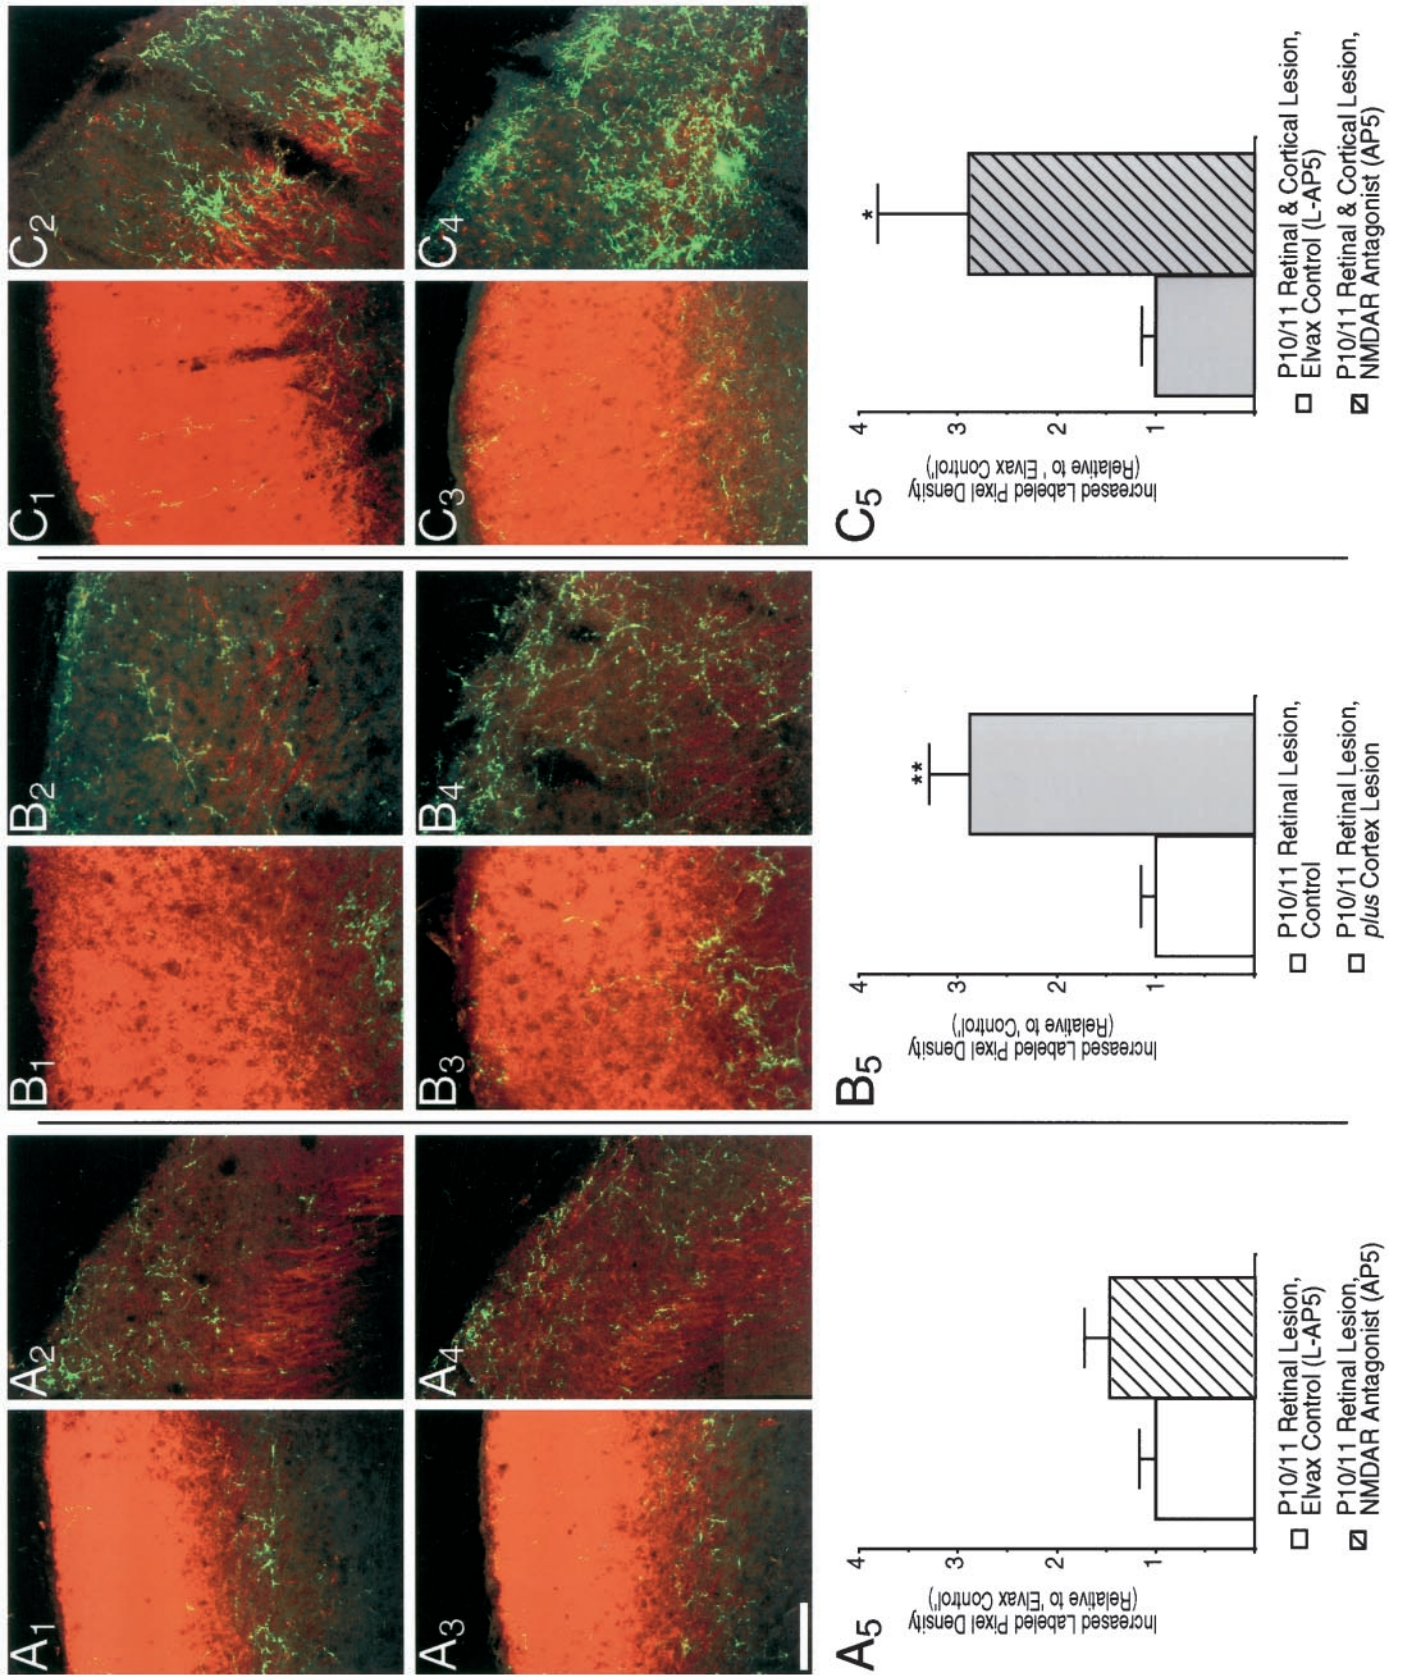 A1
A2
B1
B2
C1
C2
A3
A4
B3
B4
C3
C4
A5
Increased Labeled Pixel Density
(Relative to 'Elvax Control')
4
3
2
1
P10/11 Retinal Lesion,
Elvax Control (L-AP5)
P10/11 Retinal Lesion,
NMDAR Antagonist (AP5)
B5
Increased Labeled Pixel Density
(Relative to 'Control')
4
3
2
1
**
P10/11 Retinal Lesion,
Control
P10/11 Retinal Lesion,
plus Cortex Lesion
C5
Increased Labeled Pixel Density
(Relative to ' Elvax Control')
4
3
2
1
*
P10/11 Retinal & Cortical Lesion,
Elvax Control (L-AP5)
P10/11 Retinal & Cortical Lesion,
NMDAR Antagonist (AP5)